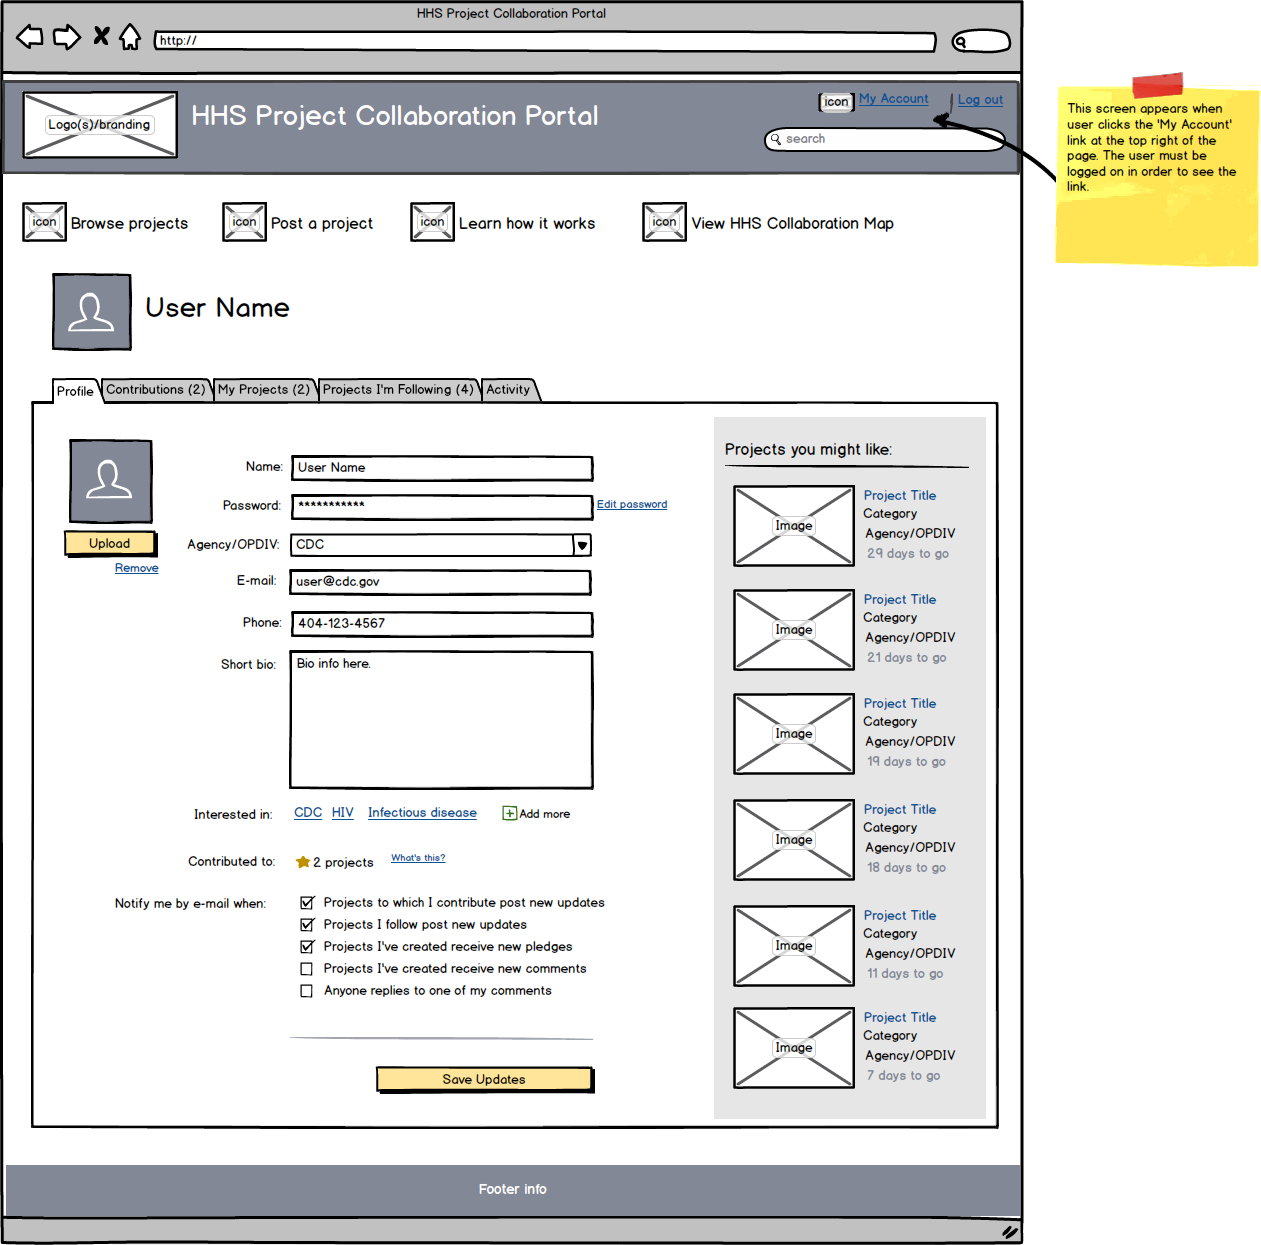 HHS Project Collaboration Portal
http://
Logo(s)/branding
HHS Project Collaboration Portal
icon
My Account
Log out
search
This screen appears when
user clicks the 'My Account'
link at the top right of the
page. The user must be
logged on in order to see the
link.
icon
Browse projects
icon
Post a project
icon
Learn how it works
icon
View HHS Collaboration Map
User Name
Profile
Contributions (2)
My Projects (2)
Projects I'm Following (4)
Activity
Upload
Remove
Name:
User Name
Password:
***********
Edit password
Agency/OPDIV:
CDC
E-mail:
user@cdc.gov
Phone:
404-123-4567
Short bio:
Bio info here.
Interested in:
CDC
HIV
Infectious disease
Add more
Contributed to:
2 projects
What's this?
Notify me by e-mail when:
Projects to which I contribute post new updates
Projects I follow post new updates
Projects I've created receive new pledges
Projects I've created receive new comments
Anyone replies to one of my comments
Save Updates
Projects you might like:
Image
Project Title
Category
Agency/OPDIV
29 days to go
Image
Project Title
Category
Agency/OPDIV
21 days to go
Image
Project Title
Category
Agency/OPDIV
19 days to go
Image
Project Title
Category
Agency/OPDIV
18 days to go
Image
Project Title
Category
Agency/OPDIV
11 days to go
Image
Project Title
Category
Agency/OPDIV
7 days to go
Footer info